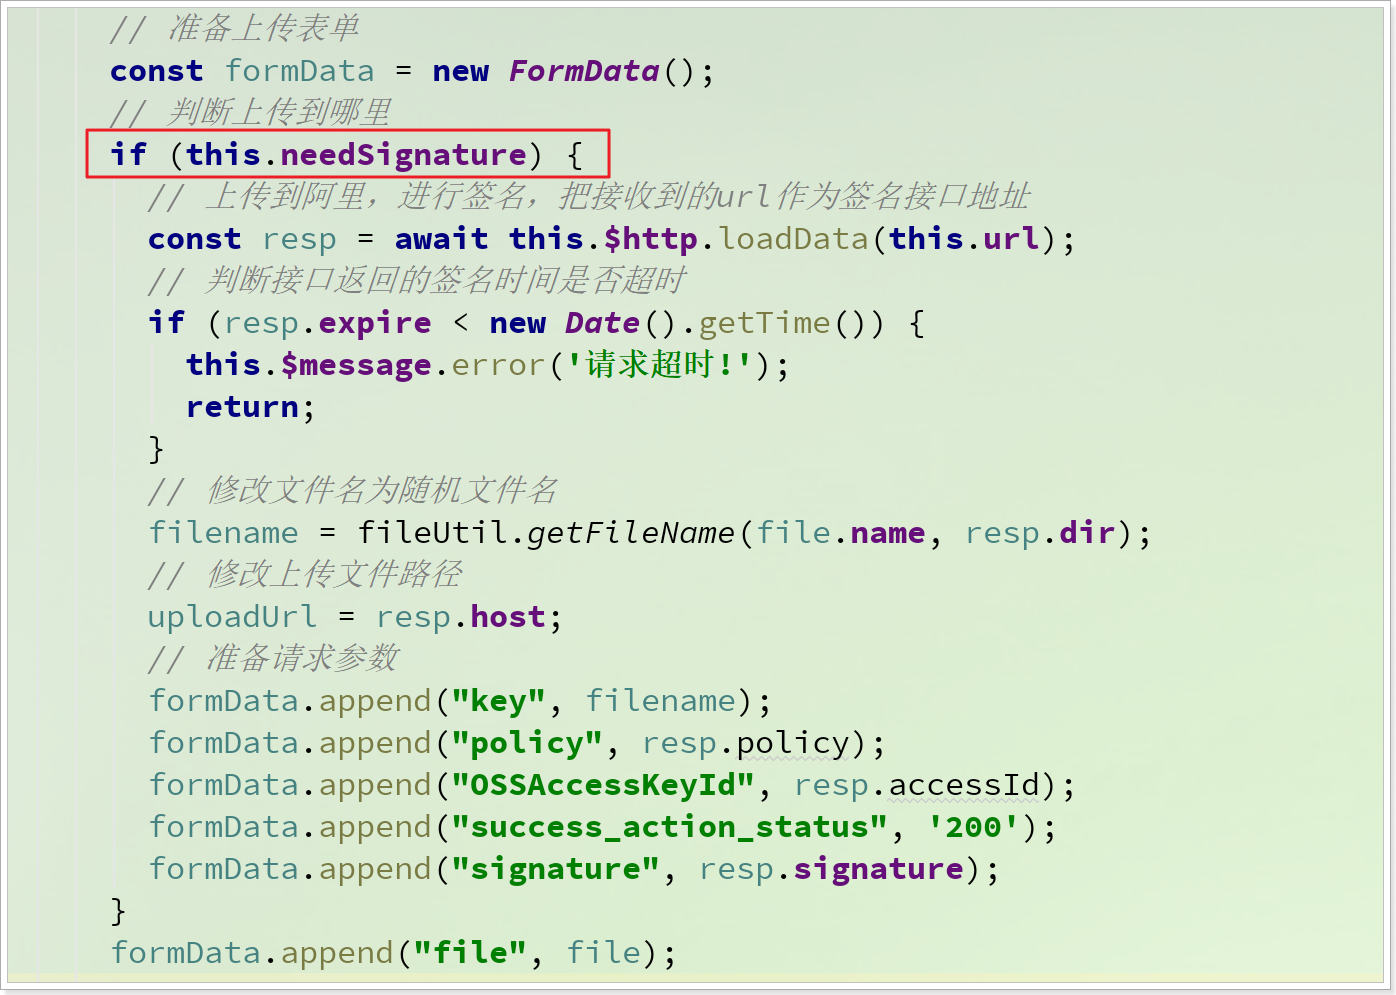 // 准备上传表单
const formData = new FormData();
// 判断上传到哪里
if (this.needSignature) {
// 上传到阿里，进行签名，把接收到的url作为签名接口地址
const resp = await this.$http.loadData(this.url);
// 判断接口返回的签名时间是否超时
if (resp.expire < new Date().getTime()) {
this.$message.error('请求超时!');
return;
}
// 修改文件名为随机文件名
filename = fileUtil.getFileName(file.name, resp.dir);
// 修改上传文件路径
uploadUrl = resp.host;
// 准备请求参数
formData.append("key", filename);
formData.append("policy", resp.policy);
formData.append("OSSAccessKeyId", resp.accessId);
formData.append("success_action_status", '200');
formData.append("signature", resp.signature);
}
formData.append("file", file);